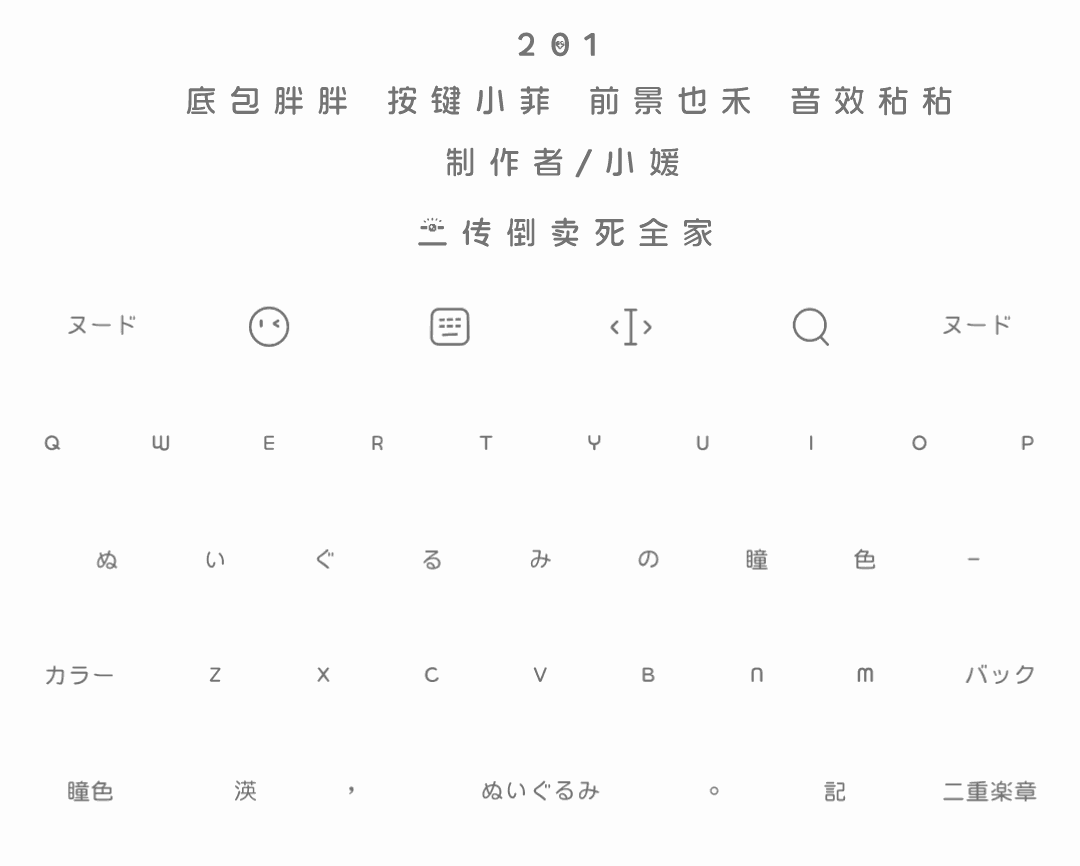 201
底包胖胖 按键小菲 前景也禾 音效秥秥
制作者/小媛
二传倒卖死全家
ヌード ヌード
Q W E R T Y U I O P
ぬ い ぐ る み の 瞳 色 -
カラー Z X C V B n m バック
瞳色 渶 , ぬいぐるみ 。 記 二重楽章